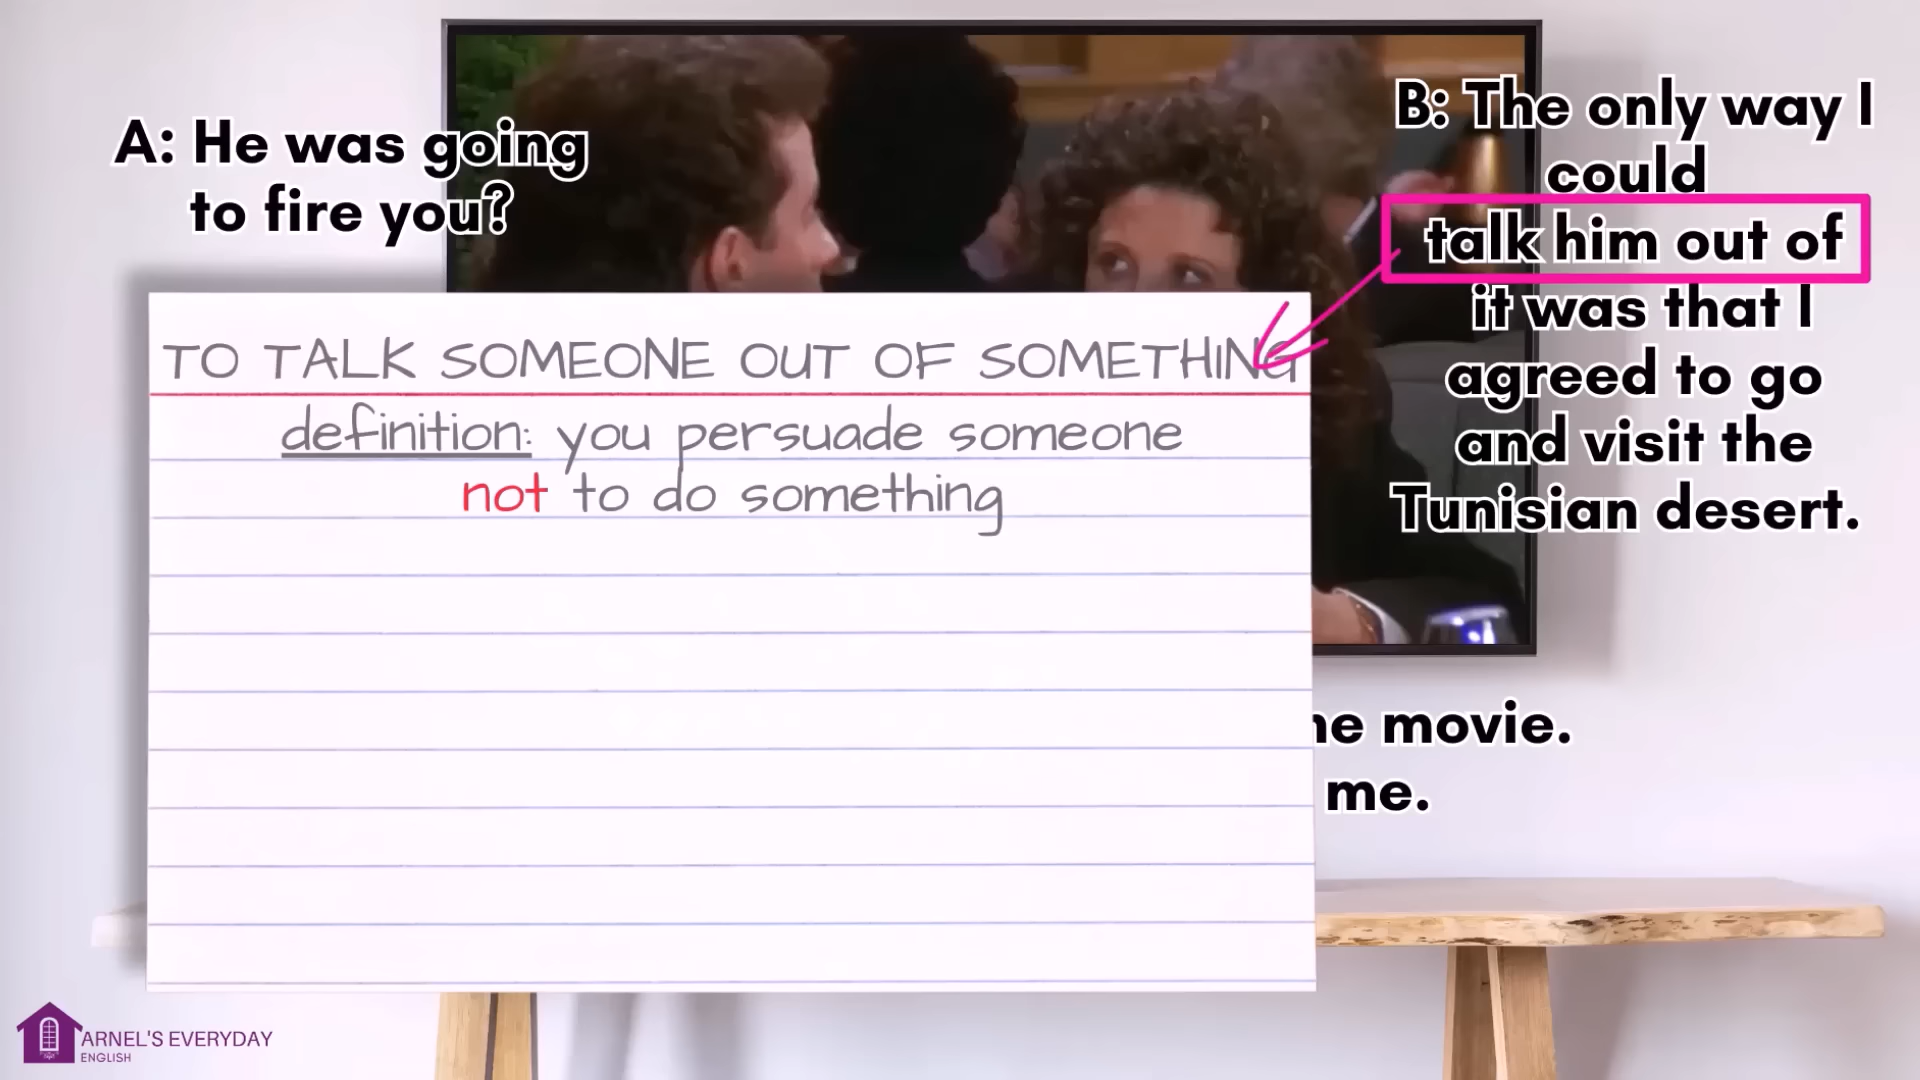 A: He was going
to fire you?
B: The only way I
could
talk him out of
it was that I
agreed to go
and visit the
Tunisian desert.
TO TALK SOMEONE OUT OF SOMETHING
definition: you persuade someone
not to do something
movie.
me.
ARNEL'S EVERYDAY
ENGLISH